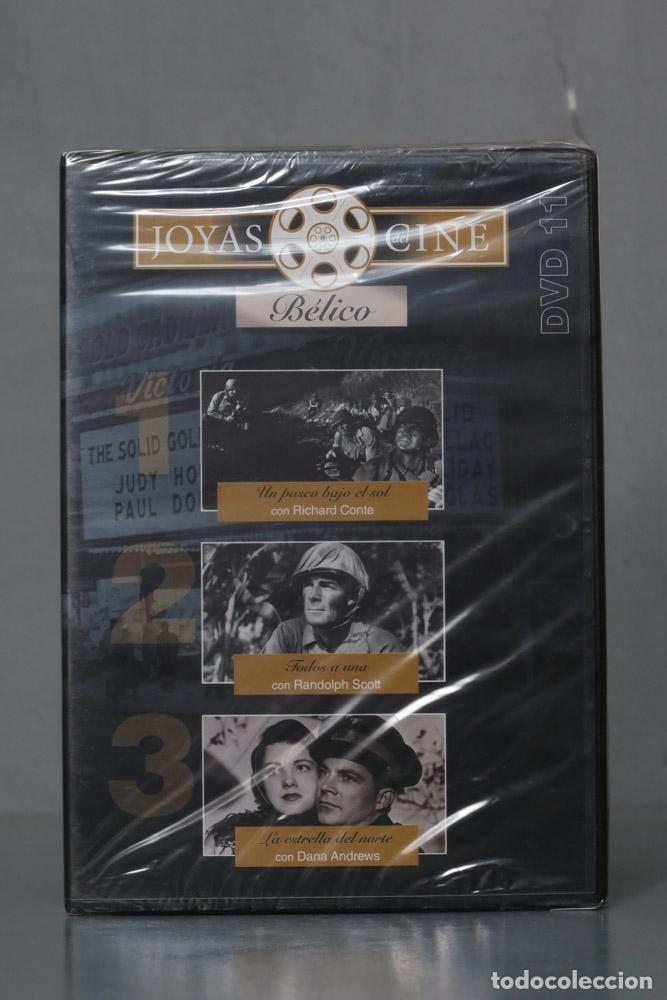 JOYAS del CINE
Bélico
DVD 11
1
THE SOLID GOL
JUDY HO
PAUL DO
Un paseo bajo el sol
con Richard Conte
2
Todos a una
con Randolph Scott
3
La estrella del norte
con Dana Andrews
todocoleccion